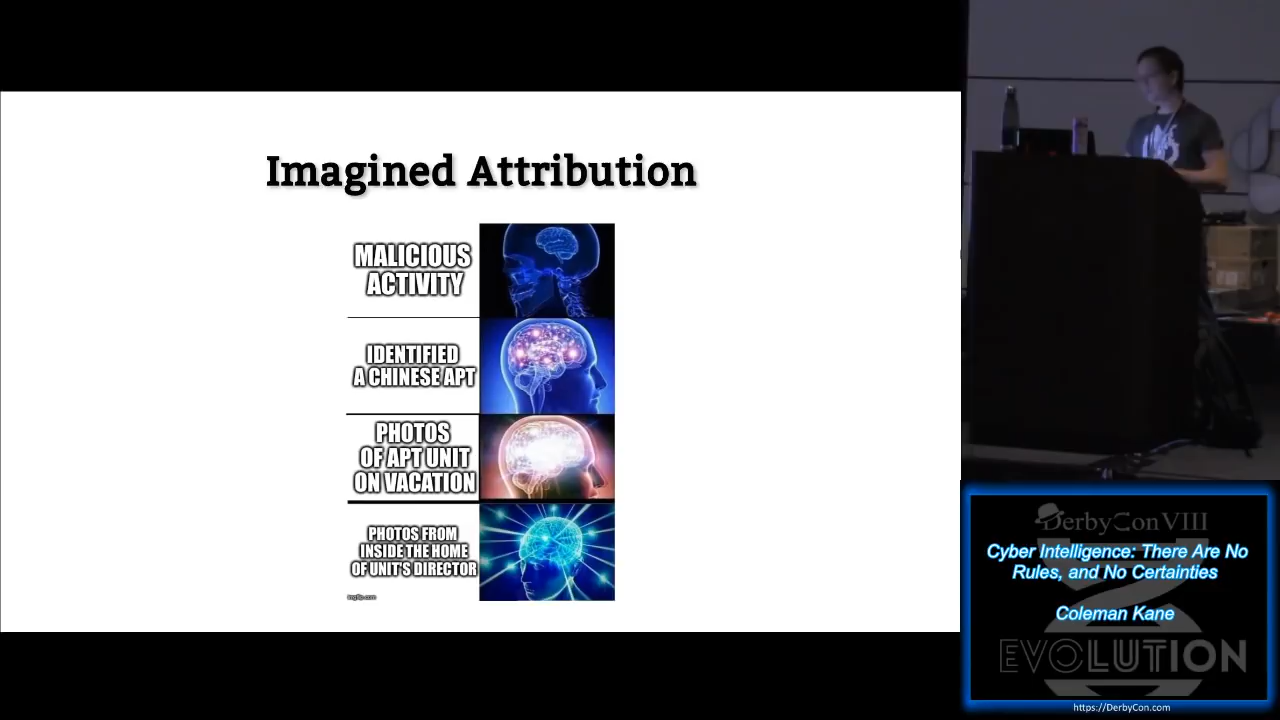 Imagined Attribution
MALICIOUS
ACTIVITY
IDENTIFIED
A CHINESE APT
PHOTOS
OF APT UNIT
ON VACATION
PHOTOS FROM
INSIDE THE HOME
OF UNIT'S DIRECTOR
imgflip.com
DerbyCon VIII
Cyber Intelligence: There Are No
Rules, and No Certainties
Coleman Kane
EVOLUTION
https://DerbyCon.com